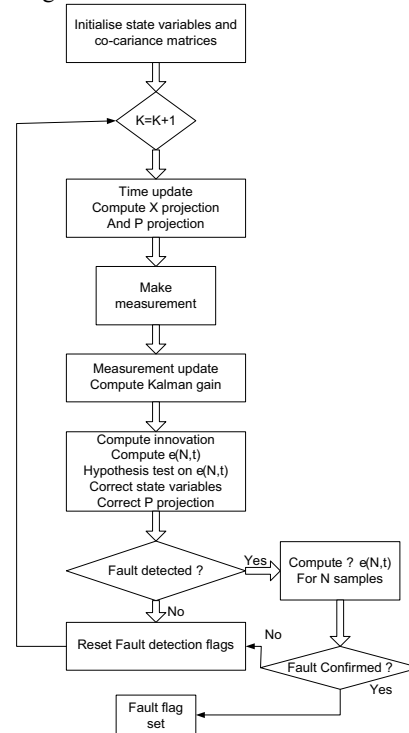 Initialise state variables and
co-cariance matrices
K=K+1
Time update
Compute X projection
And P projection
Make
measurement
Measurement update
Compute Kalman gain
Compute innovation
Compute e(N,t)
Hypothesis test on e(N,t)
Correct state variables
Correct P projection
Fault detected ?
Yes
Compute ? e(N,t)
For N samples
No
Reset Fault detection flags
No
Fault Confirmed ?
Yes
Fault flag
set